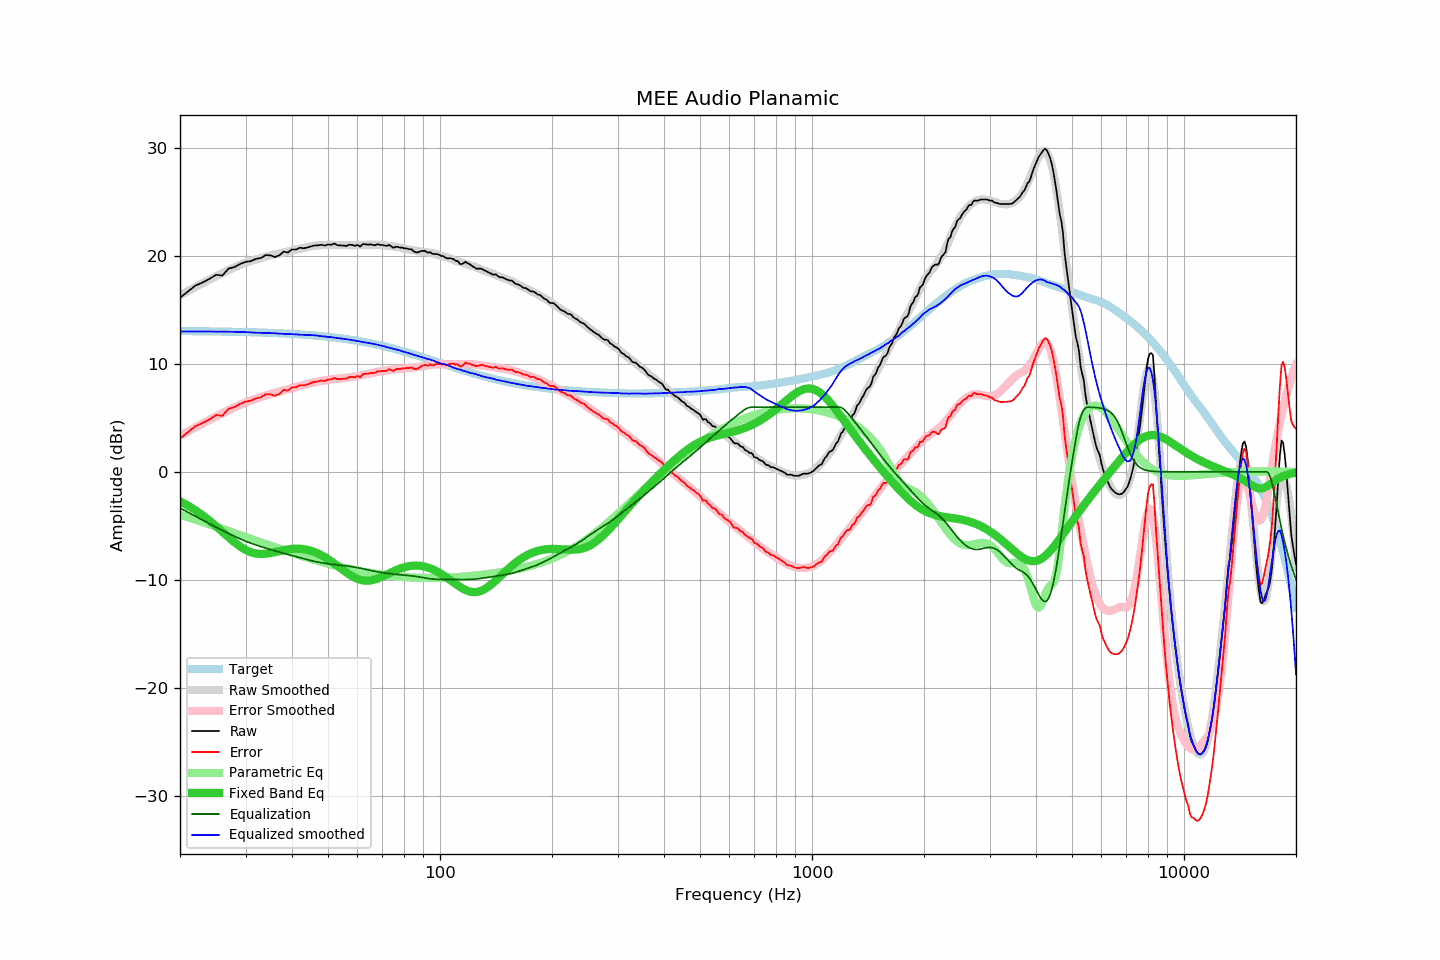 MEE Audio Planamic
30
20
10
0
−10
−20
−30
Amplitude (dBr)
Target
Raw Smoothed
Error Smoothed
Raw
Error
Parametric Eq
Fixed Band Eq
Equalization
Equalized smoothed
100 1000 10000
Frequency (Hz)